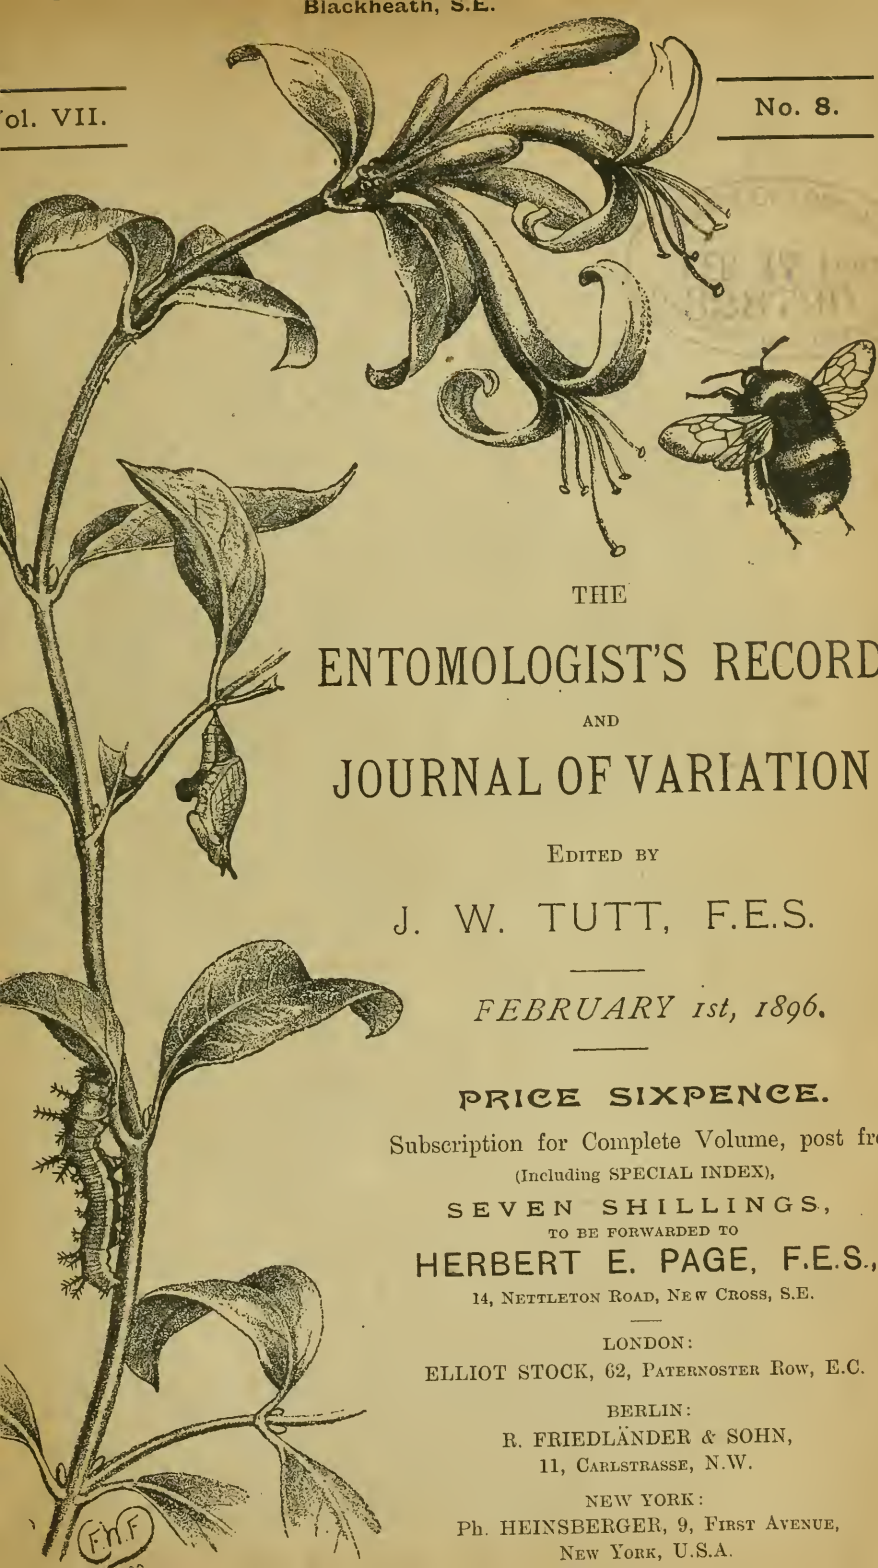 Blackheath, S.E.
ol. VII.
No. 8.
THE
ENTOMOLOGIST'S RECORD
AND
JOURNAL OF VARIATION
EDITED BY
J. W. TUTT, F.E.S.
FEBRUARY 1st, 1896.
PRICE SIXPENCE.
Subscription for Complete Volume, post fre
(Including SPECIAL INDEX),
SEVEN SHILLINGS,
TO BE FORWARDED TO
HERBERT E. PAGE, F.E.S.,
14, NETTLETON ROAD, NEW CROSS, S.E.
LONDON:
ELLIOT STOCK, 62, PATERNOSTER ROW, E.C.
BERLIN:
R. FRIEDLÄNDER & SOHN,
11, CARLSTRASSE, N.W.
NEW YORK:
Ph. HEINSBERGER, 9, FIRST AVENUE,
NEW YORK, U.S.A.
F.W.F